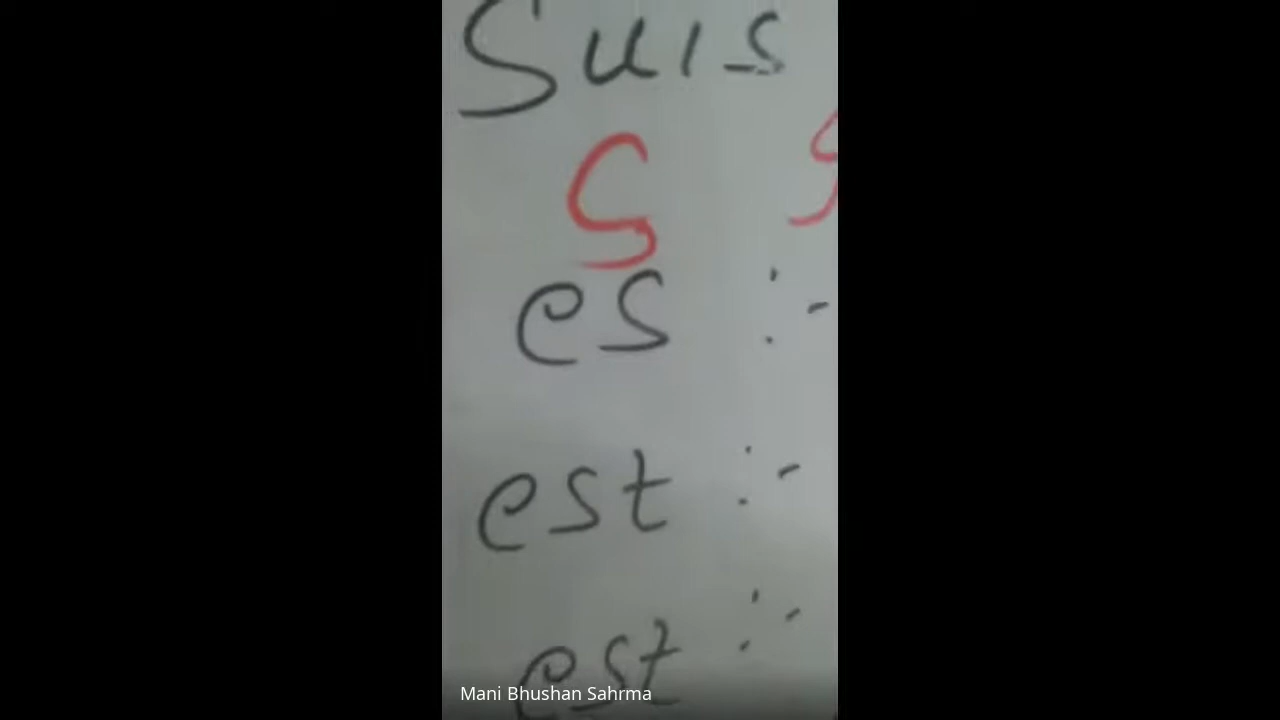 Suis
S S
es :-
est :-
est :-
Mani Bhushan Sahrma